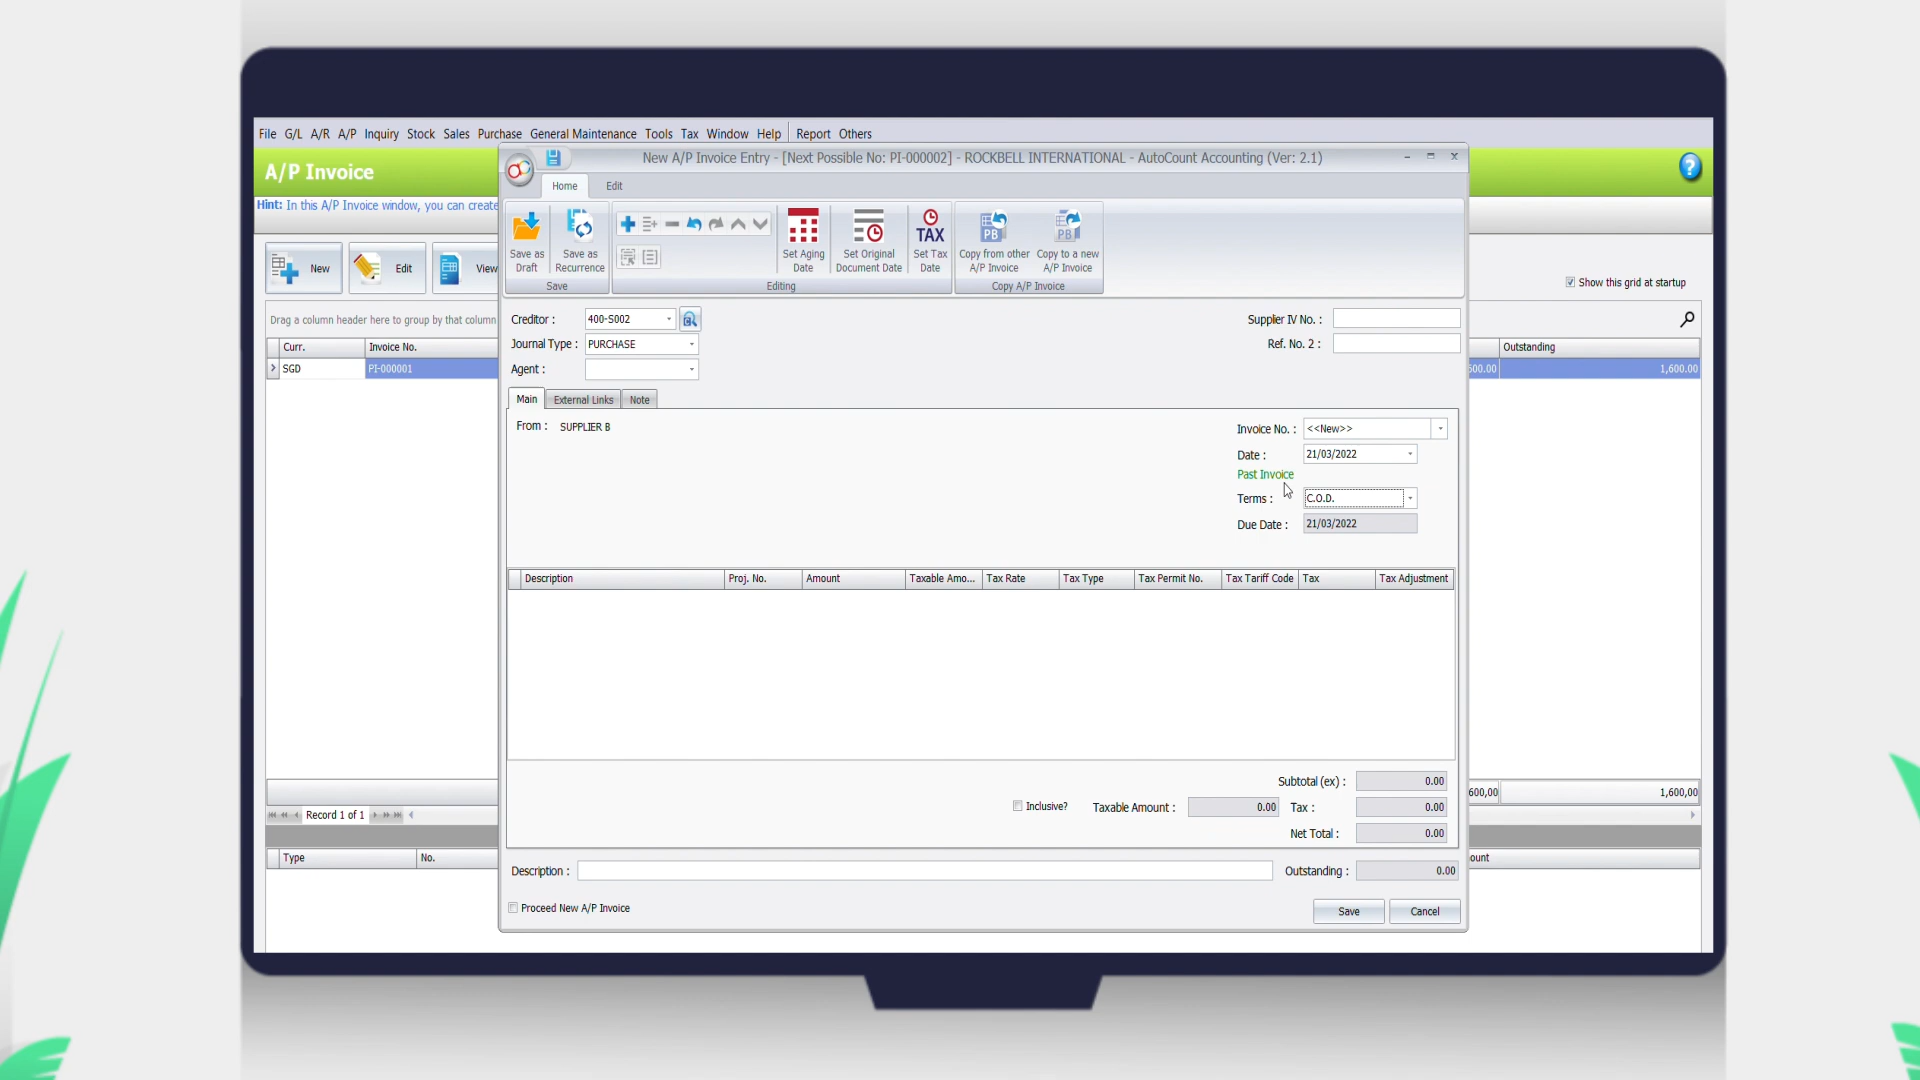 File G/L A/R A/P Inquiry Stock Sales Purchase General Maintenance Tools Tax Window Help Report Others
A/P Invoice
New A/P Invoice Entry - [Next Possible No: PI-000002] - ROCKBELL INTERNATIONAL - AutoCount Accounting (Ver: 2.1)
?
Home Edit
Hint: In this A/P Invoice window, you can create
New Edit View
Save as Draft
Save as Recurrence
Set Aging Date
Set Original Document Date
TAX
Set Tax Date
PB
Copy from other A/P Invoice
PB
Copy to a new A/P Invoice
Save Editing Copy A/P Invoice
Show this grid at startup
Drag a column header here to group by that column
Creditor : 400-S002
Supplier IV No. :
Journal Type : PURCHASE
Ref. No. 2 :
Agent :
Curr. Invoice No. Outstanding
SGD PI-000001 500.00 1,600.00
Main External Links Note
From : SUPPLIER B
Invoice No. : <<New>>
Date : 21/03/2022
Past Invoice
Terms : C.O.D.
Due Date : 21/03/2022
Description Proj. No. Amount Taxable Amo... Tax Rate Tax Type Tax Permit No. Tax Tariff Code Tax Tax Adjustment
Subtotal (ex) : 0.00
600,00 1,600,00
Inclusive? Taxable Amount : 0.00 Tax : 0.00
Record 1 of 1
Net Total : 0.00
Type No. ount
Description : Outstanding : 0.00
Proceed New A/P Invoice
Save Cancel